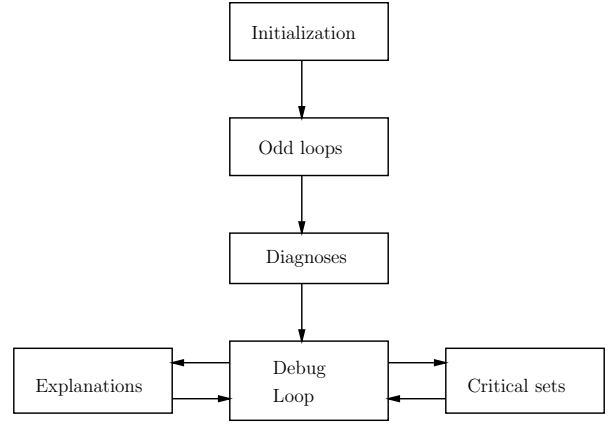 Initialization
Odd loops
Diagnoses
Debug
Loop
Explanations
Critical sets